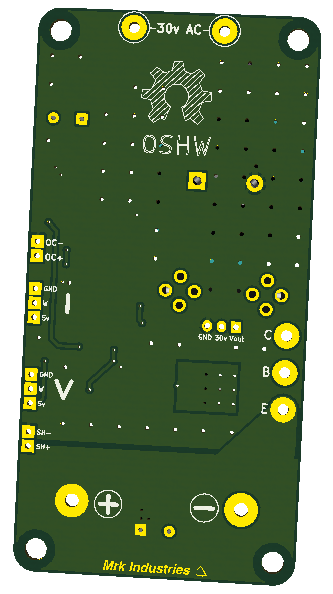 30v AC
OSHW
OC-
OC+
GND
W
5v
I
GND 30v Vout
C
GND
W
5v
V
B
E
SH-
SH+
+
-
Mrk Industries